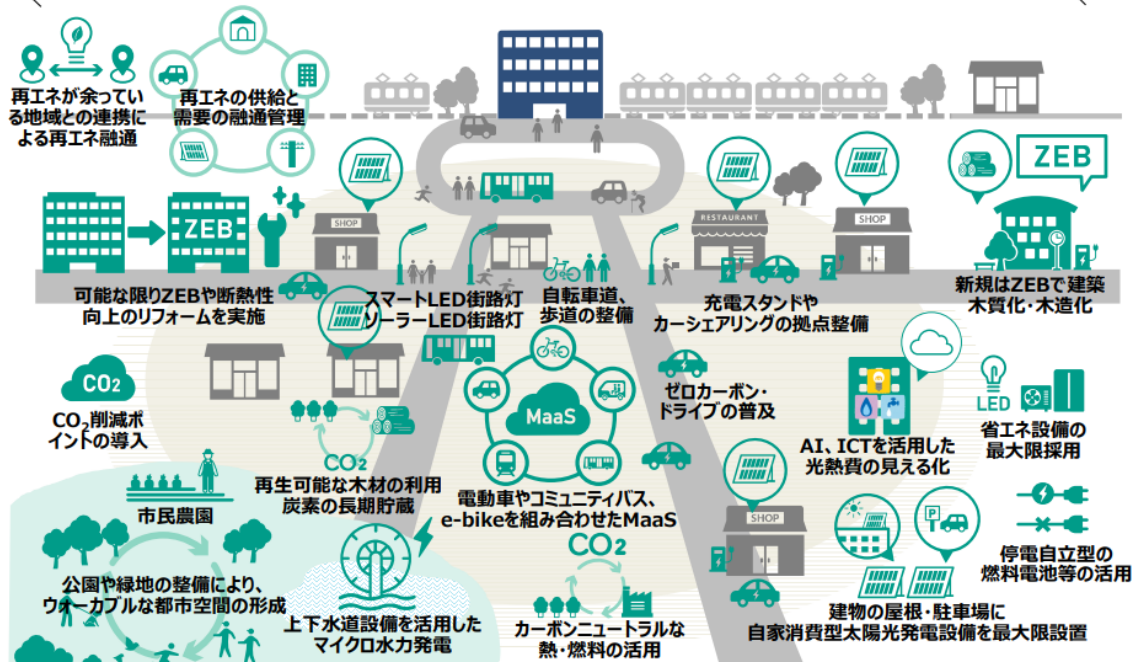 再エネが余ってい
る地域との連携に
よる再エネ融通
再エネの供給と
需要の融通管理
ZEB
SHOP
RESTAURANT
SHOP
ZEB
可能な限りZEBや断熱性
向上のリフォームを実施
スマートLED街路灯
ソーラーLED街路灯
自転車道、
歩道の整備
充電スタンドや
カーシェアリングの拠点整備
新規はZEBで建築
木質化・木造化
CO2
CO2削減ポ
イントの導入
MaaS
ゼロカーボン・
ドライブの普及
AI、ICTを活用した
光熱費の見える化
LED
省エネ設備の
最大限採用
CO2
再生可能な木材の利用
炭素の長期貯蔵
電動車やコミュニティバス、
e-bikeを組み合わせたMaaS
市民農園
SHOP
P
停電自立型の
燃料電池等の活用
公園や緑地の整備により、
ウォーカブルな都市空間の形成
上下水道設備を活用した
マイクロ水力発電
CO2
カーボンニュートラルな
熱・燃料の活用
建物の屋根・駐車場に
自家消費型太陽光発電設備を最大限設置